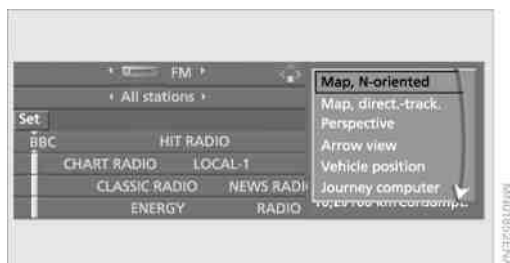 FM
All stations
Set
BBC HIT RADIO
CHART RADIO LOCAL-1
CLASSIC RADIO NEWS RADI
ENERGY RADIO
Map, N-oriented
Map, direct.-track.
Perspective
Arrow view
Vehicle position
Journey computer